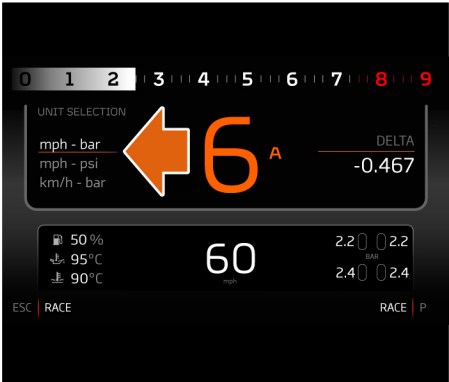 0 1 2 3 4 5 6 7 8 9
UNIT SELECTION
mph - bar
mph - psi
km/h - bar
6 A
DELTA
-0.467
50 %
95°C
90°C
60
mph
2.2 2.2
BAR
2.4 2.4
ESC RACE
RACE P